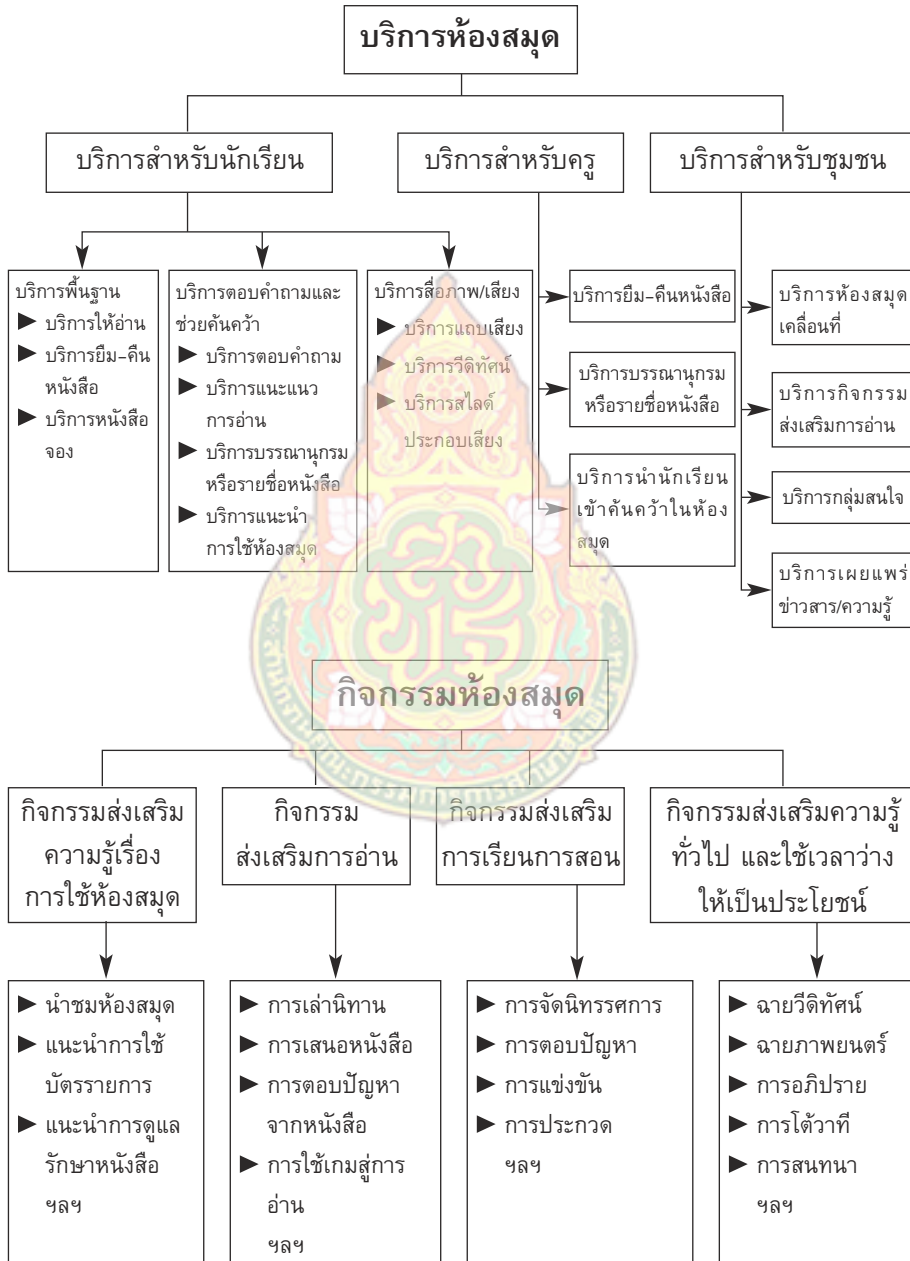 บริการห้องสมุด
บริการสำหรับนักเรียน
บริการสำหรับครู
บริการสำหรับชุมชน
บริการพื้นฐาน
▶ บริการให้อ่าน
▶ บริการยืม-คืน
หนังสือ
▶ บริการหนังสือ
จอง
บริการตอบคำถามและ
ช่วยค้นคว้า
▶ บริการตอบคำถาม
▶ บริการแนะแนว
การอ่าน
▶ บริการบรรณานุกรม
หรือรายชื่อหนังสือ
▶ บริการแนะนำ
การใช้ห้องสมุด
บริการสื่อภาพ/เสียง
▶ บริการแถบเสียง
▶ บริการวีดิทัศน์
▶ บริการสไลด์
ประกอบเสียง
บริการยืม-คืนหนังสือ
บริการบรรณานุกรม
หรือรายชื่อหนังสือ
บริการนำนักเรียน
เข้าค้นคว้าในห้อง
สมุด
บริการห้องสมุด
เคลื่อนที่
บริการกิจกรรม
ส่งเสริมการอ่าน
บริการกลุ่มสนใจ
บริการเผยแพร่
ข่าวสาร/ความรู้
กิจกรรมห้องสมุด
กิจกรรมส่งเสริม
ความรู้เรื่อง
การใช้ห้องสมุด
กิจกรรม
ส่งเสริมการอ่าน
กิจกรรมส่งเสริม
การเรียนการสอน
กิจกรรมส่งเสริมความรู้
ทั่วไป และใช้เวลาว่าง
ให้เป็นประโยชน์
▶ นำชมห้องสมุด
▶ แนะนำการใช้
บัตรรายการ
▶ แนะนำการดูแล
รักษาหนังสือ
ฯลฯ
▶ การเล่านิทาน
▶ การเสนอหนังสือ
▶ การตอบปัญหา
จากหนังสือ
▶ การใช้เกมสู่การ
อ่าน
ฯลฯ
▶ การจัดนิทรรศการ
▶ การตอบปัญหา
▶ การแข่งขัน
▶ การประกวด
ฯลฯ
▶ ฉายวีดิทัศน์
▶ ฉายภาพยนตร์
▶ การอภิปราย
▶ การโต้วาที
▶ การสนทนา
ฯลฯ
สำนักงานคณะกรรมการการศึกษาขั้นพื้นฐาน